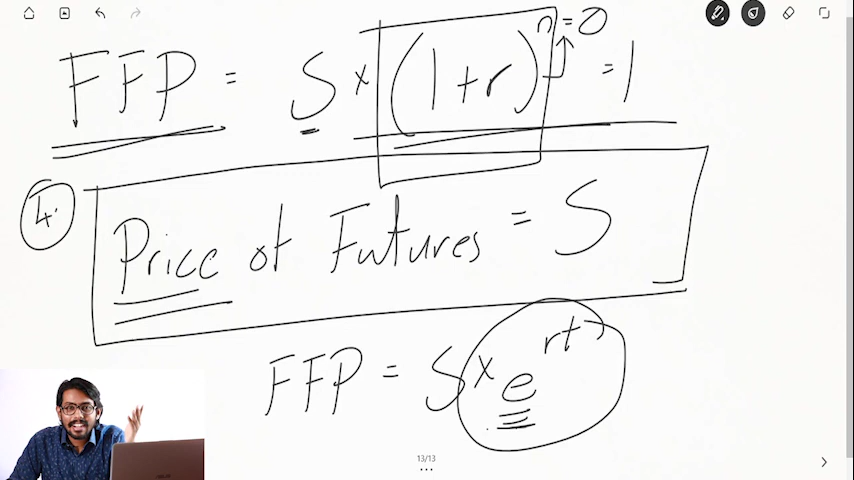 FFP = S × (1+r)^n = 0
= 1
4. Price of Futures = S
FFP = S × e^rt
13/13